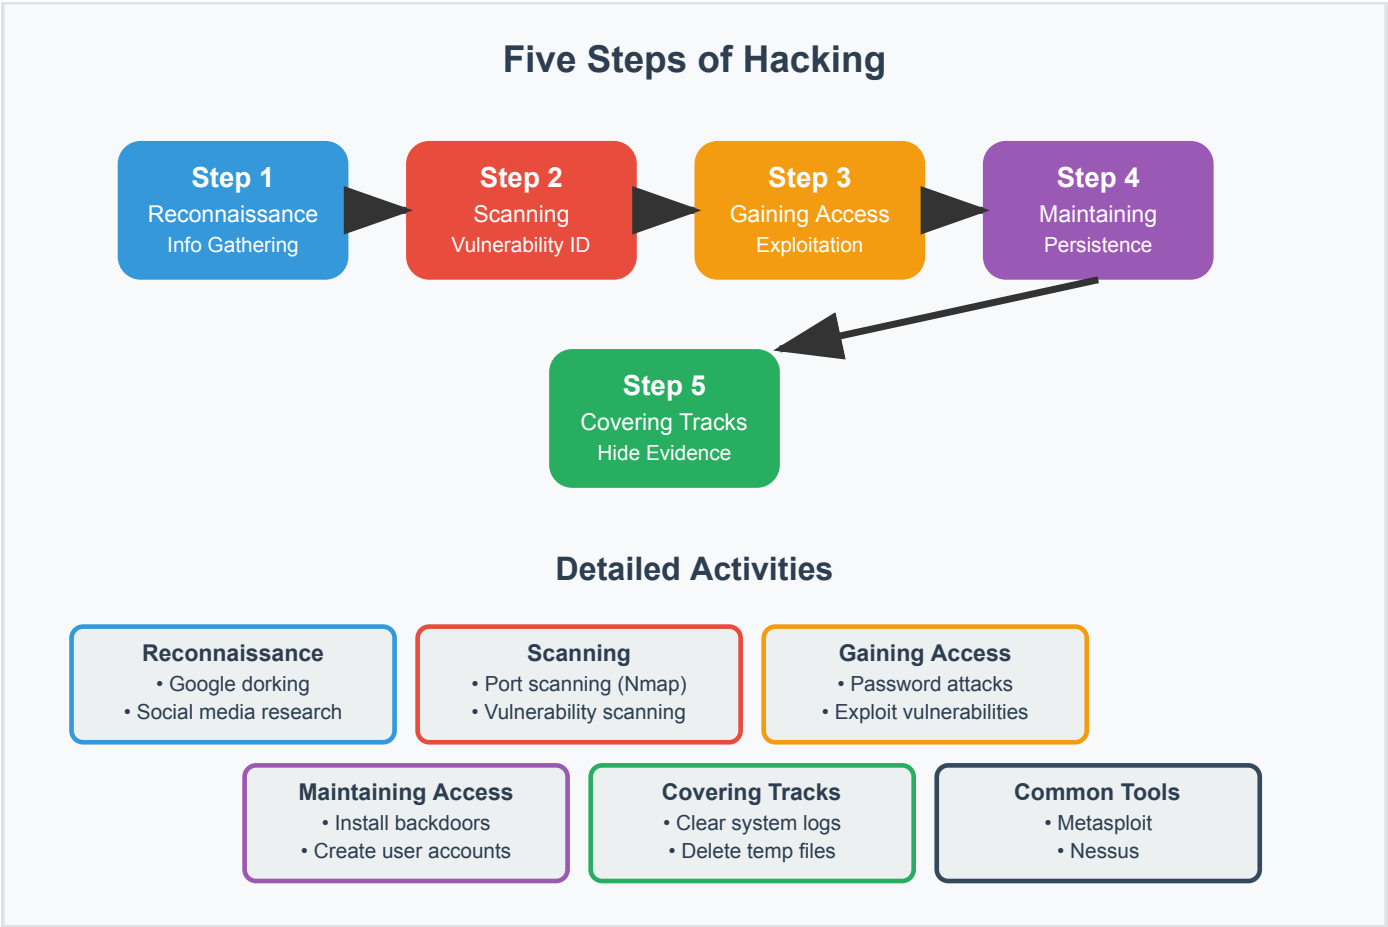 Five Steps of Hacking
Step 1
Reconnaissance
Info Gathering
Step 2
Scanning
Vulnerability ID
Step 3
Gaining Access
Exploitation
Step 4
Maintaining
Persistence
Step 5
Covering Tracks
Hide Evidence
Detailed Activities
Reconnaissance
• Google dorking
• Social media research
Scanning
• Port scanning (Nmap)
• Vulnerability scanning
Gaining Access
• Password attacks
• Exploit vulnerabilities
Maintaining Access
• Install backdoors
• Create user accounts
Covering Tracks
• Clear system logs
• Delete temp files
Common Tools
• Metasploit
• Nessus